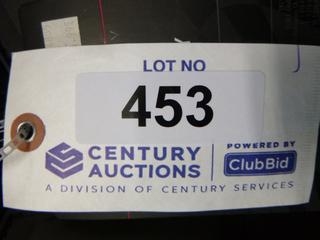 LOT NO
453
CENTURY
AUCTIONS
POWERED BY
ClubBid
A DIVISION OF CENTURY SERVICES